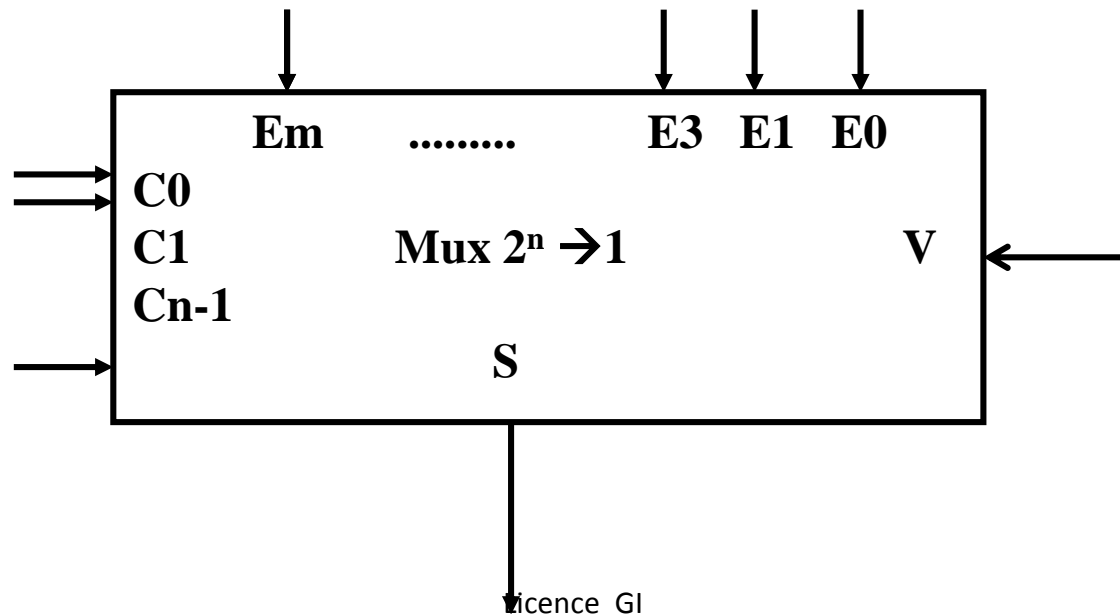 Em ......... E3 E1 E0
C0
C1 Mux 2ⁿ →1 V
Cn-1
S
Licence GI